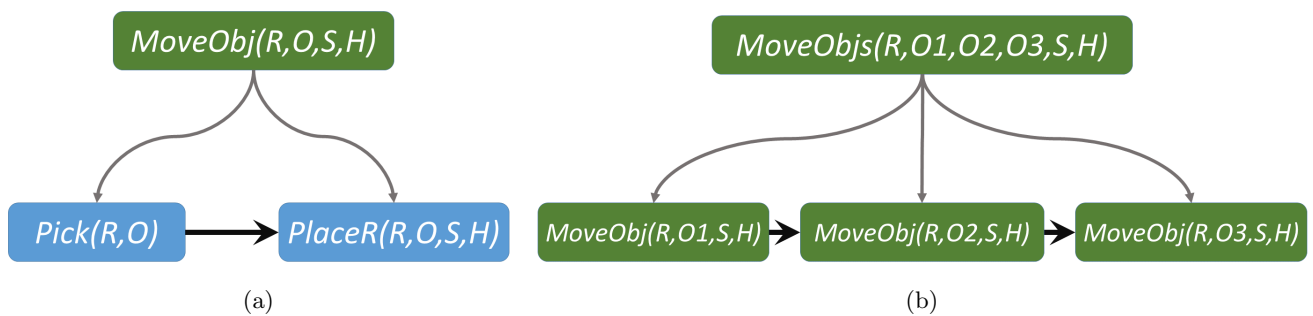 MoveObj(R,O,S,H)
Pick(R,O)
PlaceR(R,O,S,H)
(a)
MoveObjs(R,O1,O2,O3,S,H)
MoveObj(R,O1,S,H)
MoveObj(R,O2,S,H)
MoveObj(R,O3,S,H)
(b)